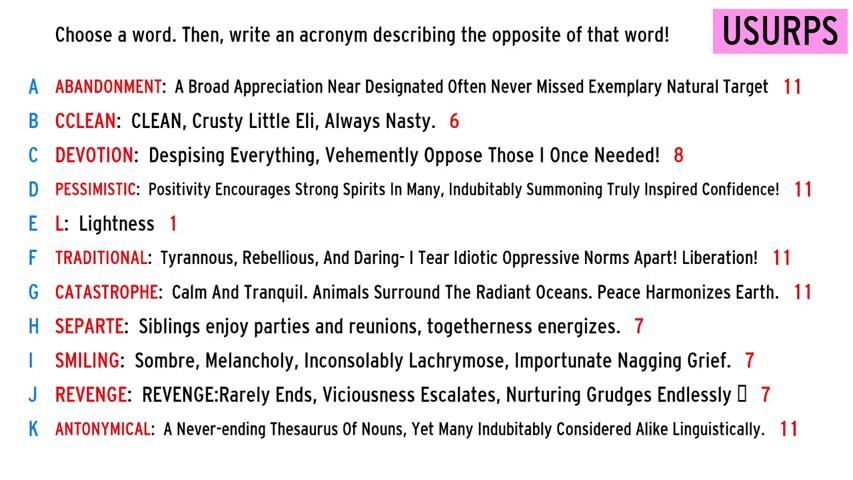 Choose a word. Then, write an acronym describing the opposite of that word!
USURPS
A ABANDONMENT: A Broad Appreciation Near Designated Often Never Missed Exemplary Natural Target 11
B CCLEAN: CLEAN, Crusty Little Eli, Always Nasty. 6
C DEVOTION: Despising Everything, Vehemently Oppose Those I Once Needed! 8
D PESSIMISTIC: Positivity Encourages Strong Spirits In Many, Indubitably Summoning Truly Inspired Confidence! 11
E L: Lightness 1
F TRADITIONAL: Tyrannous, Rebellious, And Daring- I Tear Idiotic Oppressive Norms Apart! Liberation! 11
G CATASTROPHE: Calm And Tranquil. Animals Surround The Radiant Oceans. Peace Harmonizes Earth. 11
H SEPARTE: Siblings enjoy parties and reunions, togetherness energizes. 7
I SMILING: Sombre, Melancholy, Inconsolably Lachrymose, Importunate Nagging Grief. 7
J REVENGE: REVENGE:Rarely Ends, Viciousness Escalates, Nurturing Grudges Endlessly 7
K ANTONYMICAL: A Never-ending Thesaurus Of Nouns, Yet Many Indubitably Considered Alike Linguistically. 11